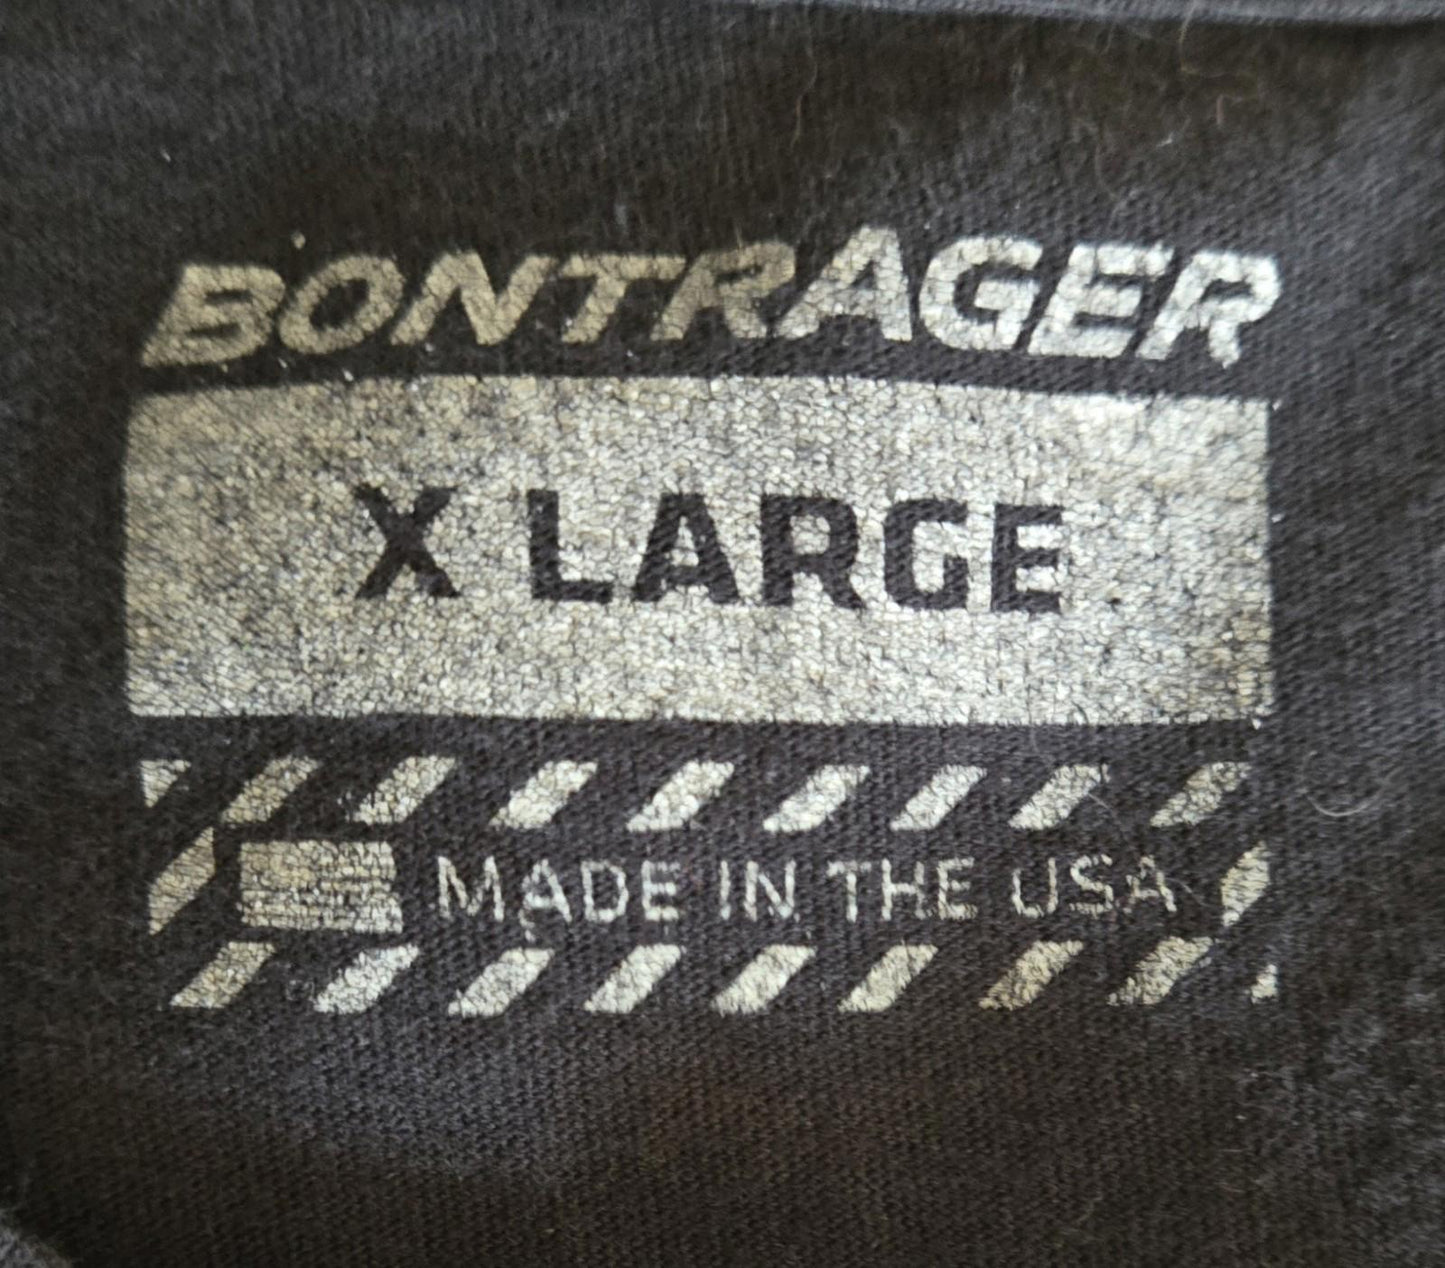 BONTRAGER
X LARGE
MADE IN THE USA